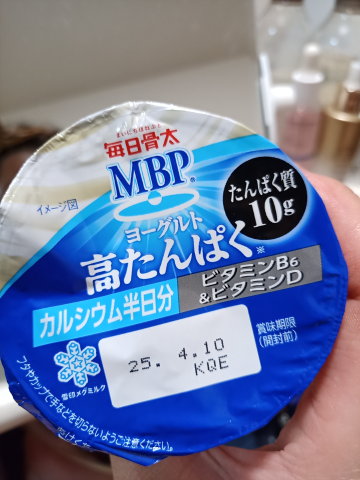 まいにちほねぶと
毎日骨太
MBP®
イメージ図
ヨーグルト
高たんぱく※
たんぱく質
10g
カルシウム半日分
ビタミンB6
&ビタミンD
25. 4.10
KQE
賞味期限
(開封前)
雪印メグミルク
フタやカップで手などを切らないようご注意ください。